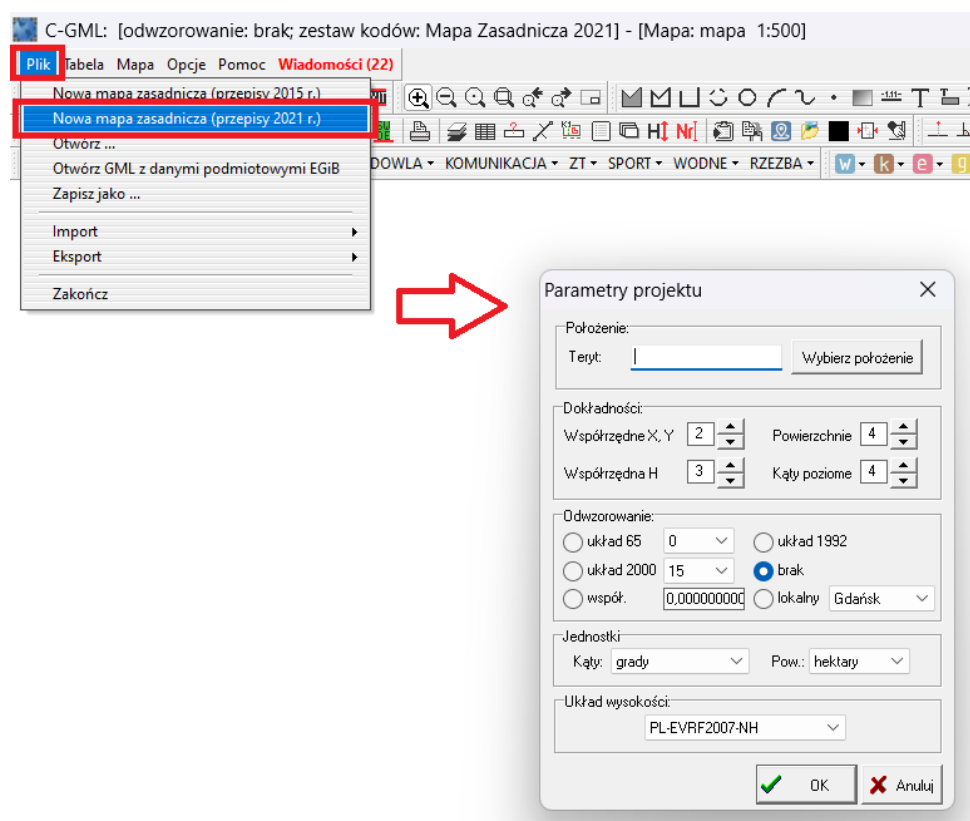 C-GML: [odwzorowanie: brak; zestaw kodów: Mapa Zasadnicza 2021] - [Mapa: mapa 1:500]
Plik Tabela Mapa Opcje Pomoc Wiadomości (22)
Nowa mapa zasadnicza (przepisy 2015 r.)
Nowa mapa zasadnicza (przepisy 2021 r.)
Otwórz ...
Otwórz GML z danymi podmiotowymi EGiB
Zapisz jako ...
Import
Eksport
Zakończ
DOWLA KOMUNIKACJA ZT SPORT WODNE RZEZBA w k e g
Parametry projektu
Położenie:
Teryt: Wybierz położenie
Dokładności:
Współrzędne X, Y 2 Powierzchnie 4
Współrzędna H 3 Kąty poziome 4
Odwzorowanie:
układ 65 0 układ 1992
układ 2000 15 brak
współ. 0,000000000 lokalny Gdańsk
Jednostki
Kąty: grady Pow.: hektary
Układ wysokości:
PL-EVRF2007-NH
OK Anuluj